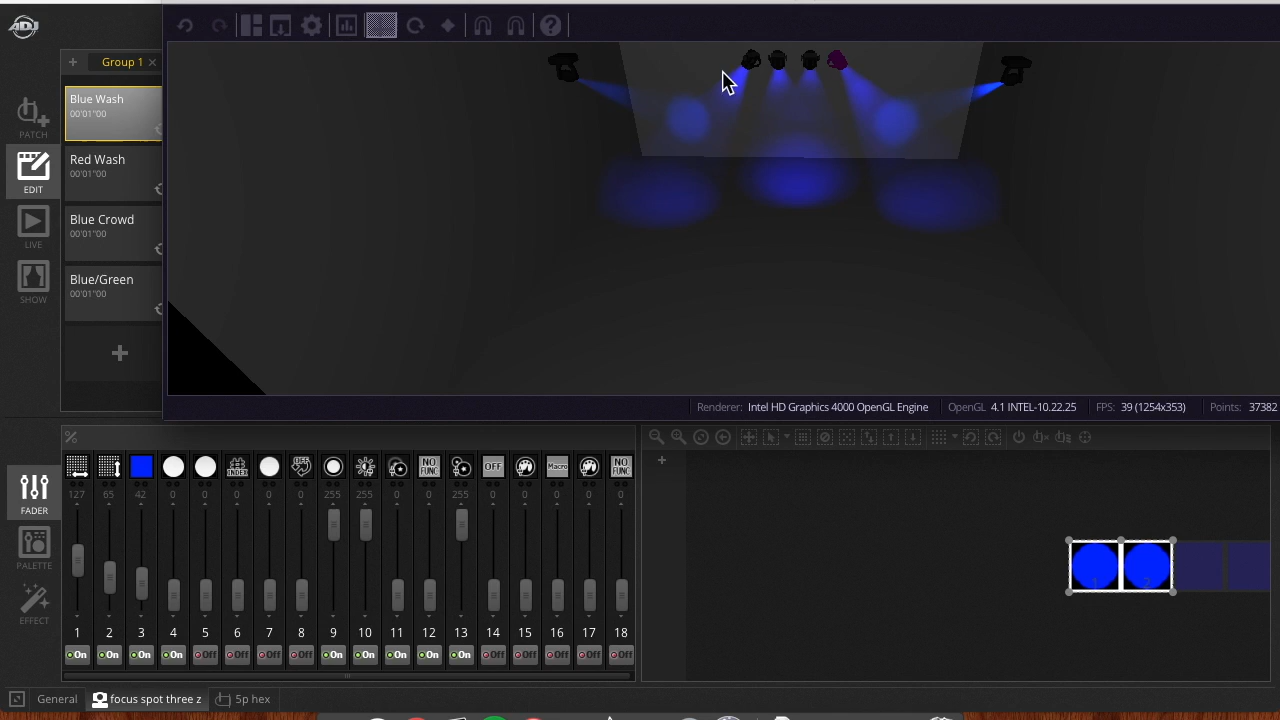 ADJ
Group 1
Blue Wash
00'01"00
Red Wash
00'01"00
Blue Crowd
00'01"00
Blue/Green
00'01"00
PATCH
EDIT
LIVE
SHOW
Renderer: Intel HD Graphics 4000 OpenGL Engine OpenGL 4.1 INTEL-10.22.25 FPS: 39 (1254x353) Points: 37382
INDEX OFF NO FUNC OFF Macro NO FUNC
127 65 42 0 0 0 0 0 255 255 0 0 255 0 0 0 0 0
1 2 3 4 5 6 7 8 9 10 11 12 13 14 15 16 17 18
On On On On Off Off Off Off On On On On On Off Off Off Off Off
FADER
PALETTE
EFFECT
1 2
General focus spot three z 5p hex